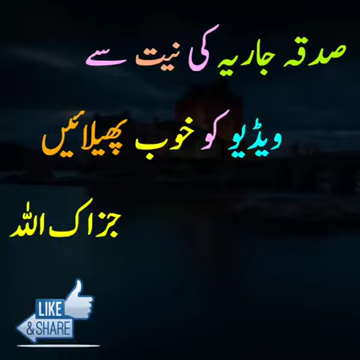 صدقہ جاریہ کی نیت سے
ویڈیو کو خوب پھیلائیں
جزاک اللہ
LIKE
& SHARE